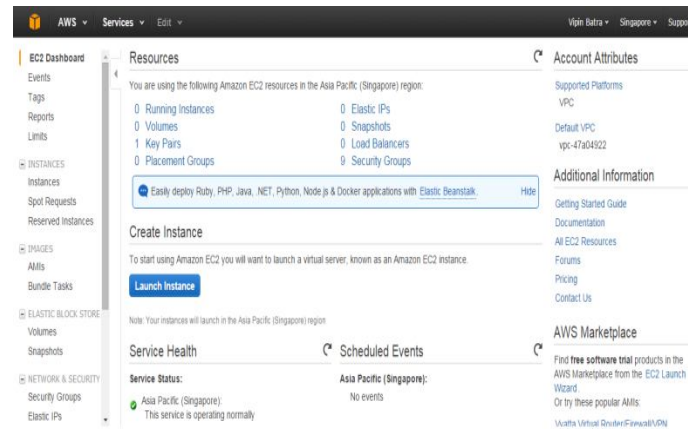 AWS Services Edit Vipin Batra Singapore
EC2 Dashboard
Events
Tags
Reports
Limits
INSTANCES
Instances
Spot Requests
Reserved Instances
IMAGES
AMIs
Bundle Tasks
ELASTIC BLOCK STORE
Volumes
Snapshots
NETWORK & SECURITY
Security Groups
Elastic IPs
Resources
You are using the following Amazon EC2 resources in the Asia Pacific (Singapore) region:
0 Running Instances 0 Elastic IPs
0 Volumes 0 Snapshots
1 Key Pairs 0 Load Balancers
0 Placement Groups 9 Security Groups
Easily deploy Ruby, PHP, Java, .NET, Python, Node.js & Docker applications with Elastic Beanstalk. Hide
Create Instance
To start using Amazon EC2 you will want to launch a virtual server, known as an Amazon EC2 instance.
Launch Instance
Note: Your instances will launch in the Asia Pacific (Singapore) region
Service Health
Service Status:
Asia Pacific (Singapore):
This service is operating normally
Scheduled Events
Asia Pacific (Singapore):
No events
Account Attributes
Supported Platforms
VPC
Default VPC
vpc-47a04922
Additional Information
Getting Started Guide
Documentation
All EC2 Resources
Forums
Pricing
Contact Us
AWS Marketplace
Find free software trial products in the
AWS Marketplace from the EC2 Launch
Wizard.
Or try these popular AMIs:
Vyatta Virtual Router/Firewall/VPN